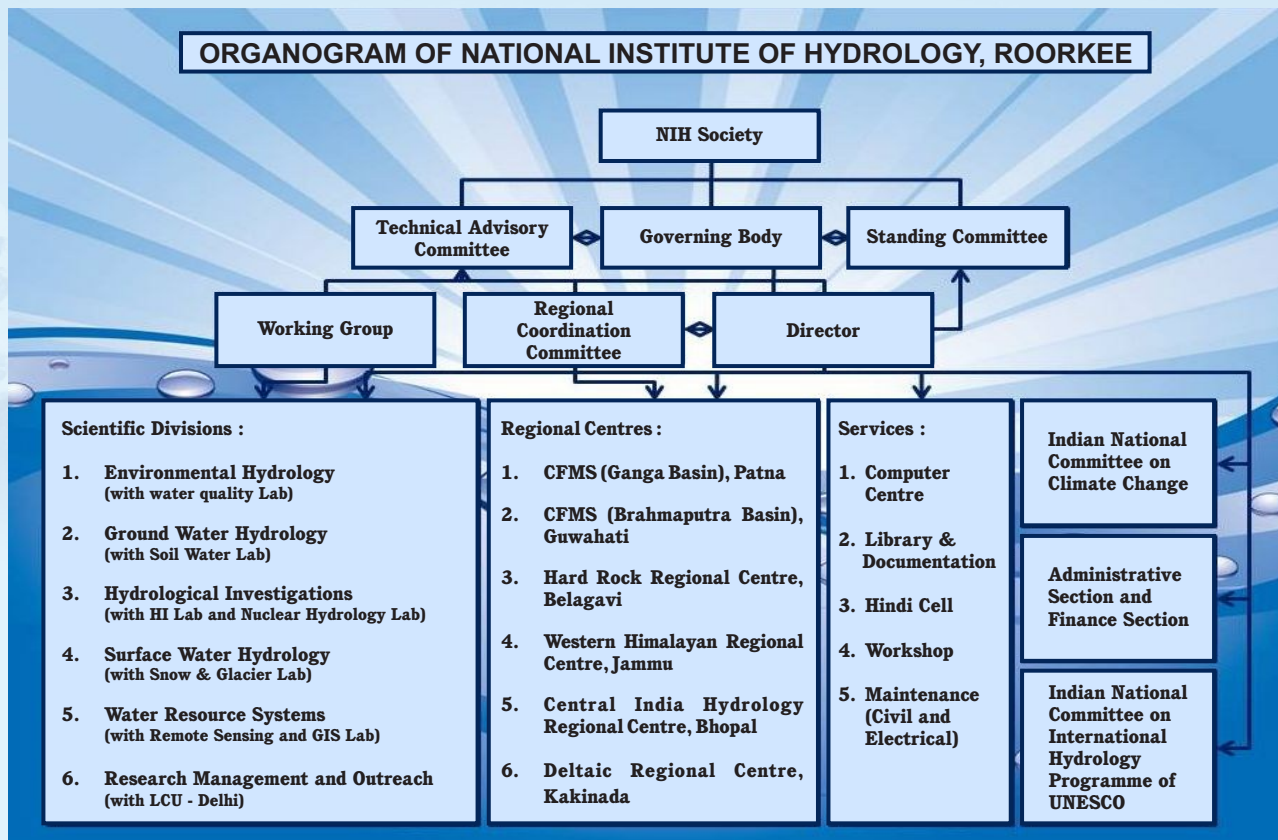 ORGANOGRAM OF NATIONAL INSTITUTE OF HYDROLOGY, ROORKEE
NIH Society
Technical Advisory
Committee
Governing Body
Standing Committee
Working Group
Regional
Coordination
Committee
Director
Scientific Divisions :
1. Environmental Hydrology
(with water quality Lab)
2. Ground Water Hydrology
(with Soil Water Lab)
3. Hydrological Investigations
(with HI Lab and Nuclear Hydrology Lab)
4. Surface Water Hydrology
(with Snow & Glacier Lab)
5. Water Resource Systems
(with Remote Sensing and GIS Lab)
6. Research Management and Outreach
(with LCU - Delhi)
Regional Centres :
1. CFMS (Ganga Basin), Patna
2. CFMS (Brahmaputra Basin),
Guwahati
3. Hard Rock Regional Centre,
Belagavi
4. Western Himalayan Regional
Centre, Jammu
5. Central India Hydrology
Regional Centre, Bhopal
6. Deltaic Regional Centre,
Kakinada
Services :
1. Computer
Centre
2. Library &
Documentation
3. Hindi Cell
4. Workshop
5. Maintenance
(Civil and
Electrical)
Indian National
Committee on
Climate Change
Administrative
Section and
Finance Section
Indian National
Committee on
International
Hydrology
Programme of
UNESCO